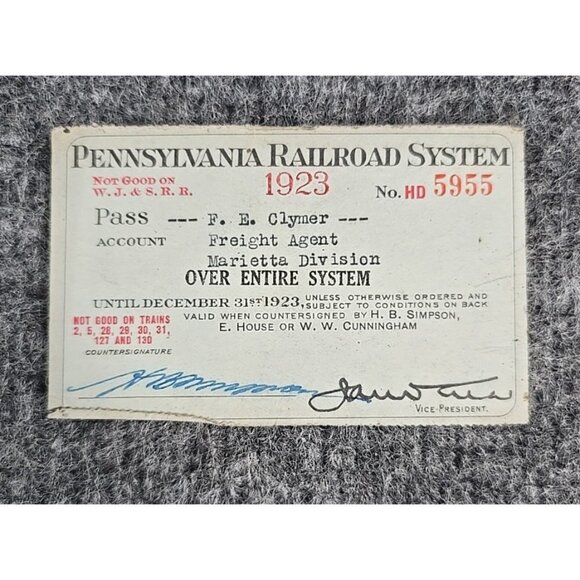 PENNSYLVANIA RAILROAD SYSTEM
NOT GOOD ON
W. J. & S. R. R.
1923
No. HD 5955
Pass --- F. E. Clymer ---
ACCOUNT Freight Agent
Marietta Division
OVER ENTIRE SYSTEM
UNTIL DECEMBER 31ST 1923, UNLESS OTHERWISE ORDERED AND
SUBJECT TO CONDITIONS ON BACK
VALID WHEN COUNTERSIGNED BY H. B. SIMPSON,
E. HOUSE OR W. W. CUNNINGHAM
NOT GOOD ON TRAINS
2, 5, 28, 29, 30, 31,
127 AND 130
COUNTERSIGNATURE
VICE-PRESIDENT.